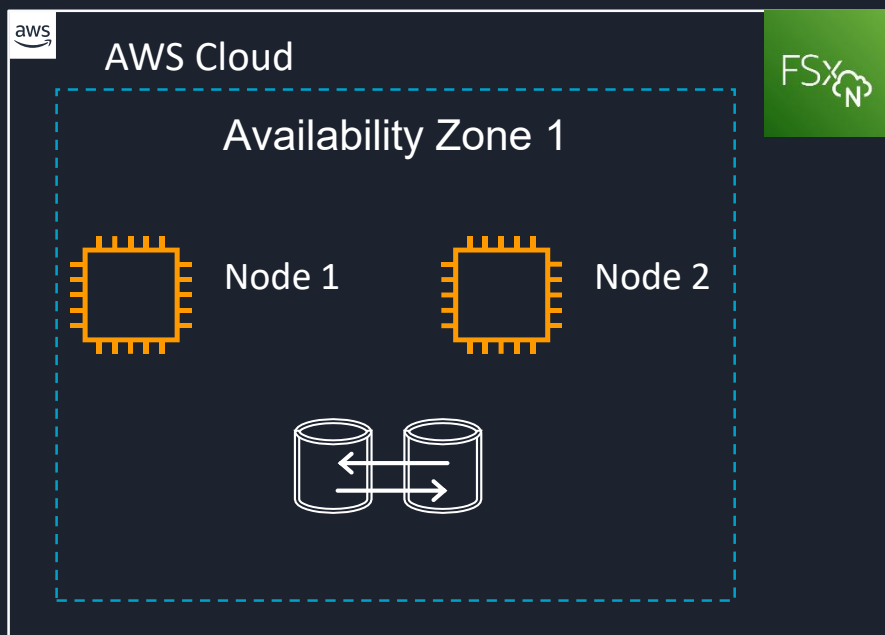 aws
AWS Cloud
FSx
N
Availability Zone 1
Node 1
Node 2